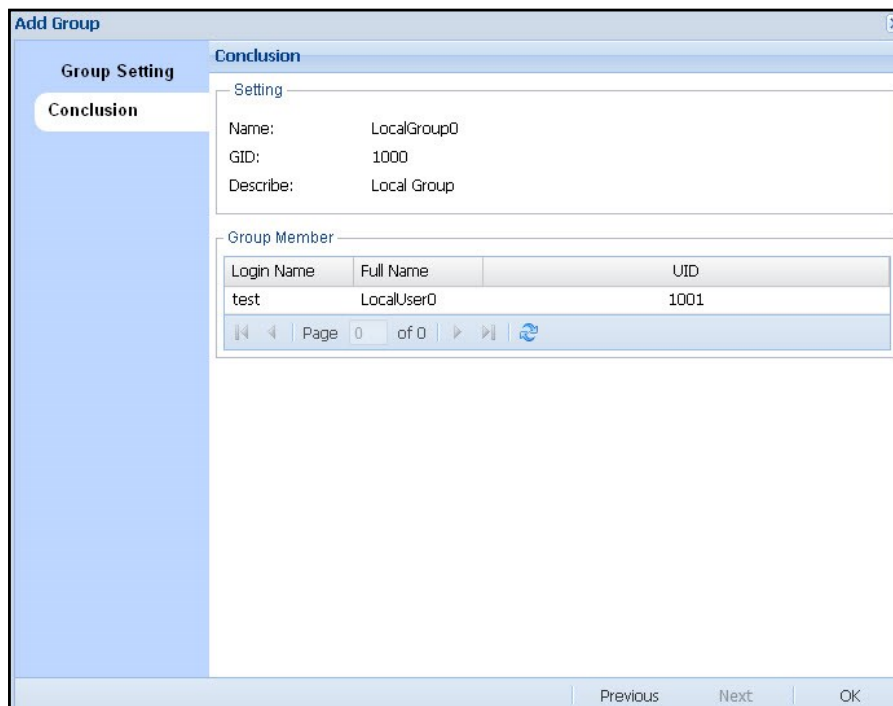 Add Group
Group Setting
Conclusion
Conclusion
Setting
Name: LocalGroup0
GID: 1000
Describe: Local Group
Group Member
Login Name Full Name UID
test LocalUser0 1001
Page 0 of 0
Previous Next OK